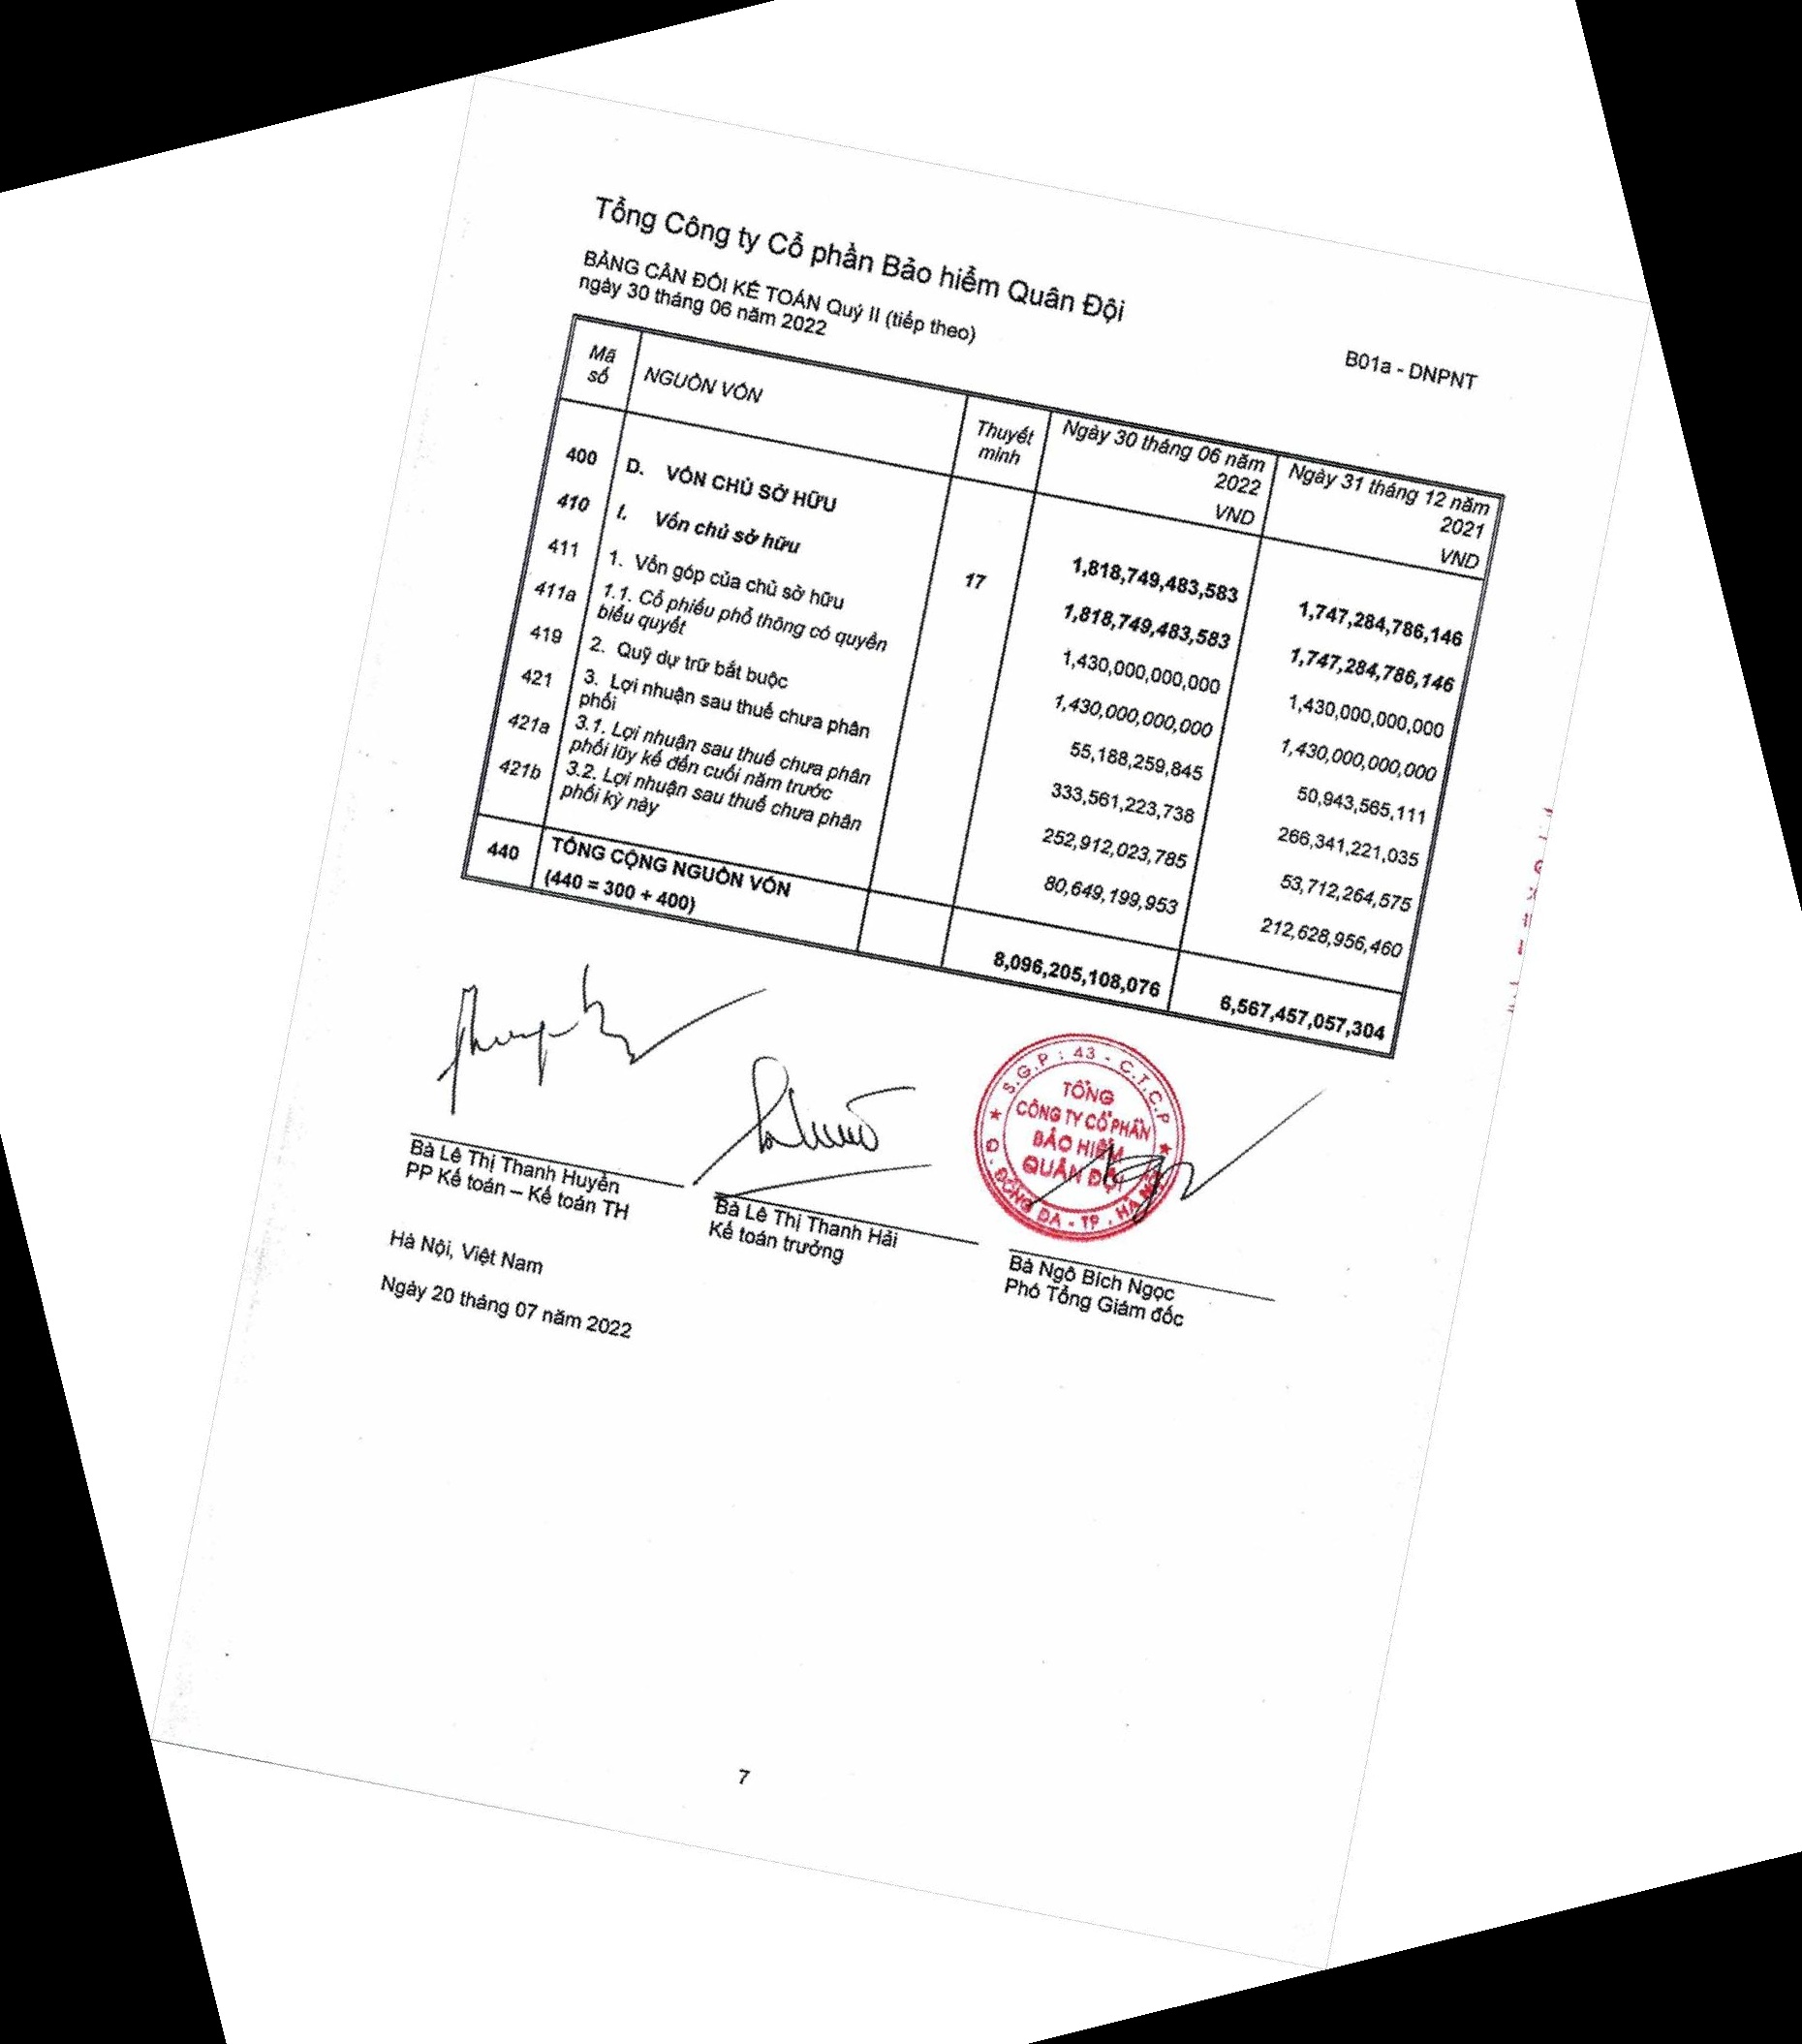 Tổng Công ty Cổ phần Bảo hiểm Quân Đội
B01a - DNPNT
BẢNG CÂN ĐỐI KẾ TOÁN Quý II (tiếp theo)
ngày 30 tháng 06 năm 2022
Mã số NGUỒN VỐN Thuyết minh Ngày 30 tháng 06 năm 2022 VND Ngày 31 tháng 12 năm 2021 VND
400 D. VỐN CHỦ SỞ HỮU 1,818,749,483,583 1,747,284,786,146
410 I. Vốn chủ sở hữu 17 1,818,749,483,583 1,747,284,786,146
411 1. Vốn góp của chủ sở hữu 1,430,000,000,000 1,430,000,000,000
411a 1.1. Cổ phiếu phổ thông có quyền biểu quyết 1,430,000,000,000 1,430,000,000,000
419 2. Quỹ dự trữ bắt buộc 55,188,259,845 50,943,565,111
421 3. Lợi nhuận sau thuế chưa phân phối 333,561,223,738 266,341,221,035
421a 3.1. Lợi nhuận sau thuế chưa phân phối lũy kế đến cuối năm trước 252,912,023,785 53,712,264,575
421b 3.2. Lợi nhuận sau thuế chưa phân phối kỳ này 80,649,199,953 212,628,956,460
440 TỔNG CỘNG NGUỒN VỐN (440 = 300 + 400) 8,096,205,108,076 6,567,457,057,304
S.G.P : 43 - C.T.C.P
TỔNG
CÔNG TY CỔ PHẦN
BẢO HIỂM
QUÂN ĐỘI
Q. ĐỐNG ĐA - TP. HÀ NỘI
Bà Lê Thị Thanh Huyền
PP Kế toán – Kế toán TH
Bà Lê Thị Thanh Hải
Kế toán trưởng
Bà Ngô Bích Ngọc
Phó Tổng Giám đốc
Hà Nội, Việt Nam
Ngày 20 tháng 07 năm 2022
7